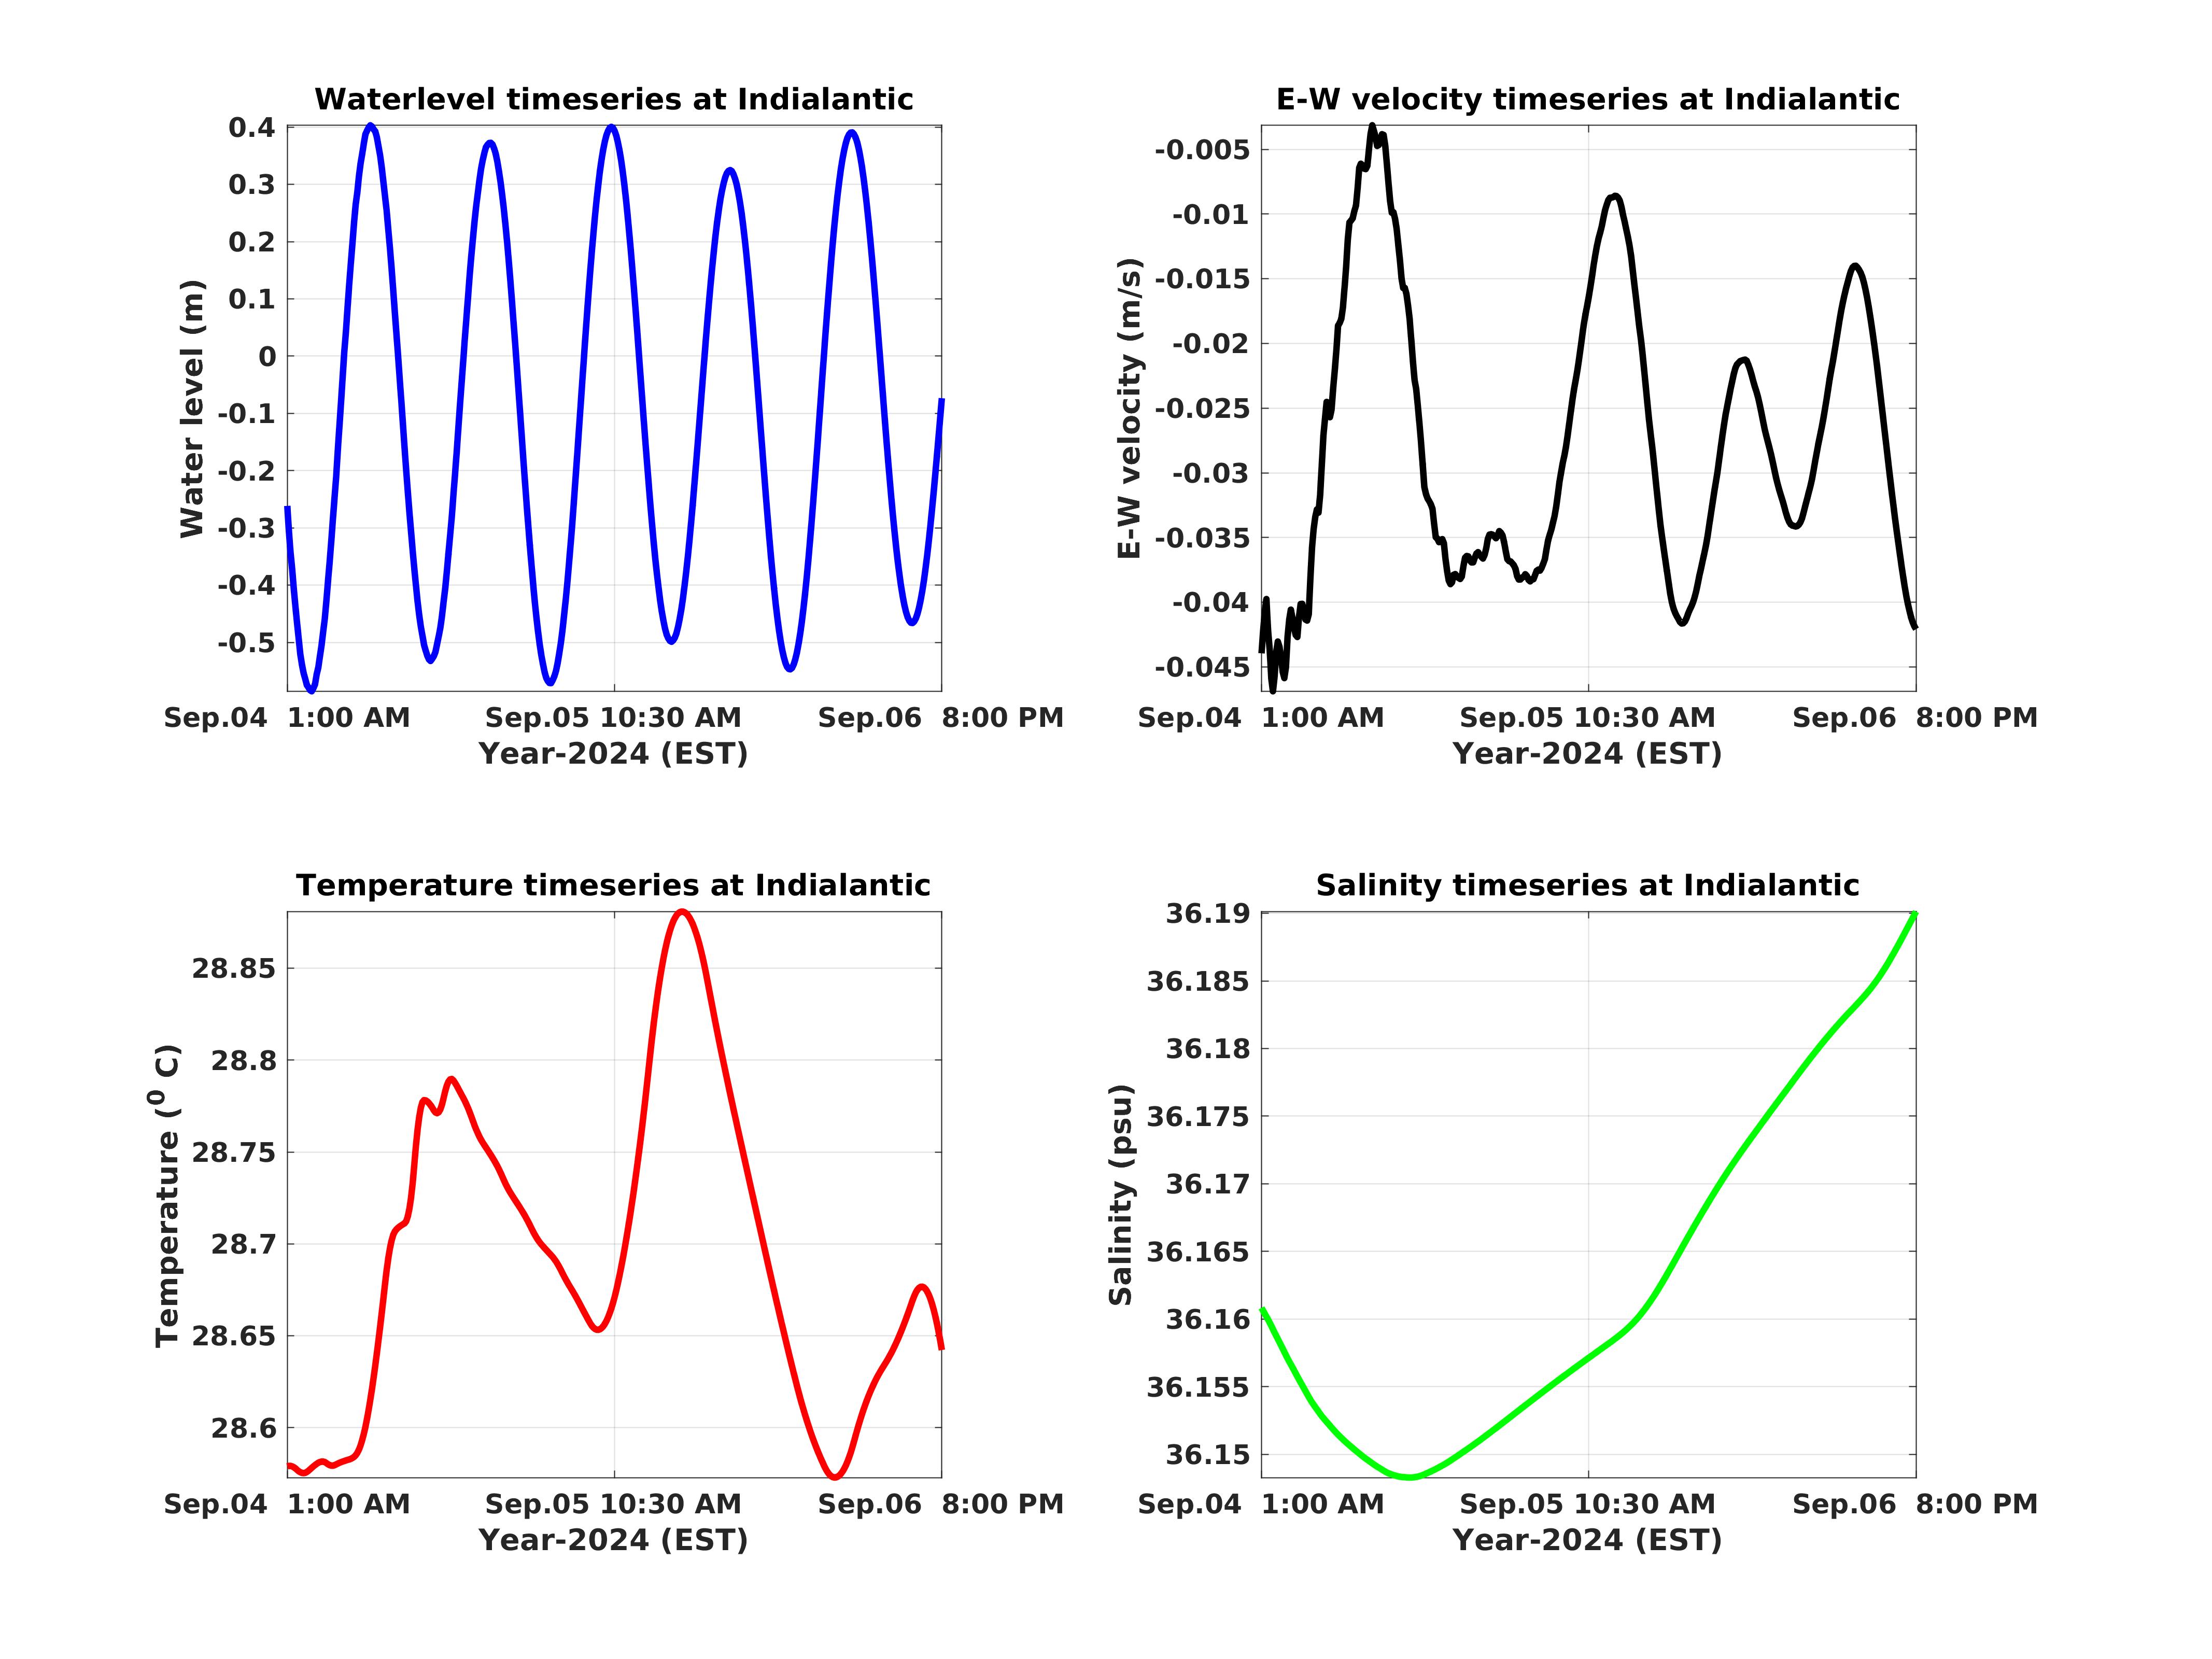 Waterlevel timeseries at Indialantic
0.4
0.3
0.2
0.1
0
-0.1
-0.2
-0.3
-0.4
-0.5
Water level (m)
Sep.04 1:00 AM
Sep.05 10:30 AM
Sep.06 8:00 PM
Year-2024 (EST)
E-W velocity timeseries at Indialantic
-0.005
-0.01
-0.015
-0.02
-0.025
-0.03
-0.035
-0.04
-0.045
E-W velocity (m/s)
Sep.04 1:00 AM
Sep.05 10:30 AM
Sep.06 8:00 PM
Year-2024 (EST)
Temperature timeseries at Indialantic
28.85
28.8
28.75
28.7
28.65
28.6
Temperature (⁰ C)
Sep.04 1:00 AM
Sep.05 10:30 AM
Sep.06 8:00 PM
Year-2024 (EST)
Salinity timeseries at Indialantic
36.19
36.185
36.18
36.175
36.17
36.165
36.16
36.155
36.15
Salinity (psu)
Sep.04 1:00 AM
Sep.05 10:30 AM
Sep.06 8:00 PM
Year-2024 (EST)